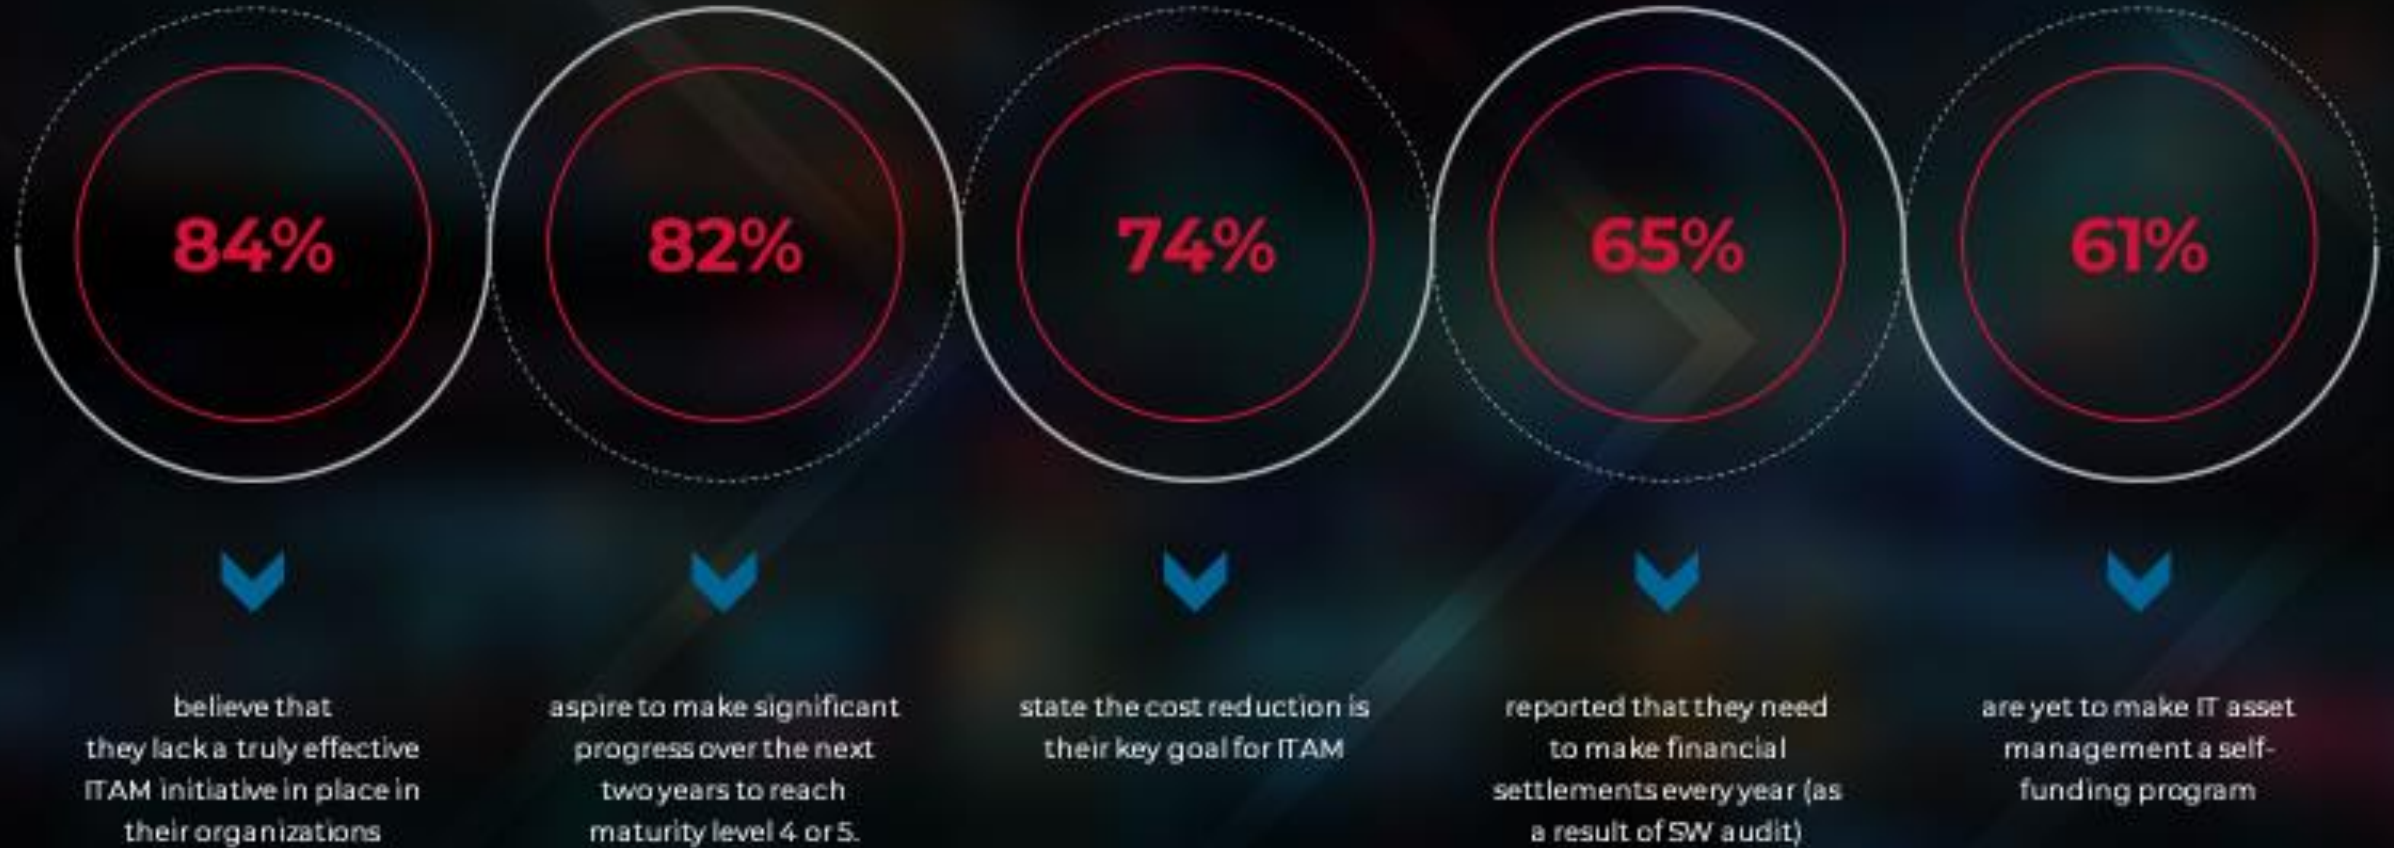 84%
82%
74%
65%
61%
believe that
they lack a truly effective
ITAM initiative in place in
their organizations
aspire to make significant
progress over the next
two years to reach
maturity level 4 or 5.
state the cost reduction is
their key goal for ITAM
reported that they need
to make financial
settlements every year (as
a result of SW audit)
are yet to make IT asset
management a self-
funding program